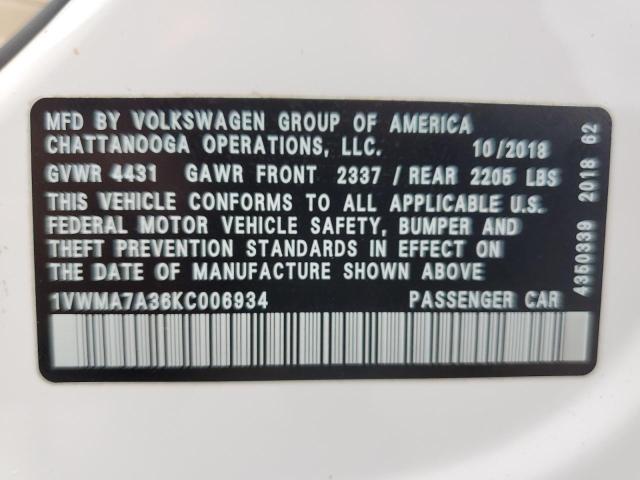 MFD BY VOLKSWAGEN GROUP OF AMERICA
CHATTANOOGA OPERATIONS, LLC. 10/2018
GVWR 4431 GAWR FRONT 2337 / REAR 2205 LBS
THIS VEHICLE CONFORMS TO ALL APPLICABLE U.S.
FEDERAL MOTOR VEHICLE SAFETY, BUMPER AND
THEFT PREVENTION STANDARDS IN EFFECT ON
THE DATE OF MANUFACTURE SHOWN ABOVE
1VWMA7A36KC006934 PASSENGER CAR
4350339 2018 62